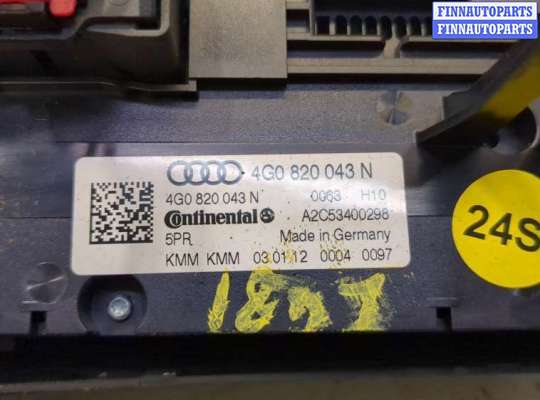 FINNAUTOPARTS
FINNAUTOPARTS
4G0 820 043 N
4G0 820 043 N 0063 H10
Continental A2C53400298
5PR Made in Germany
KMM KMM 03.01.12 0004 0097
24S